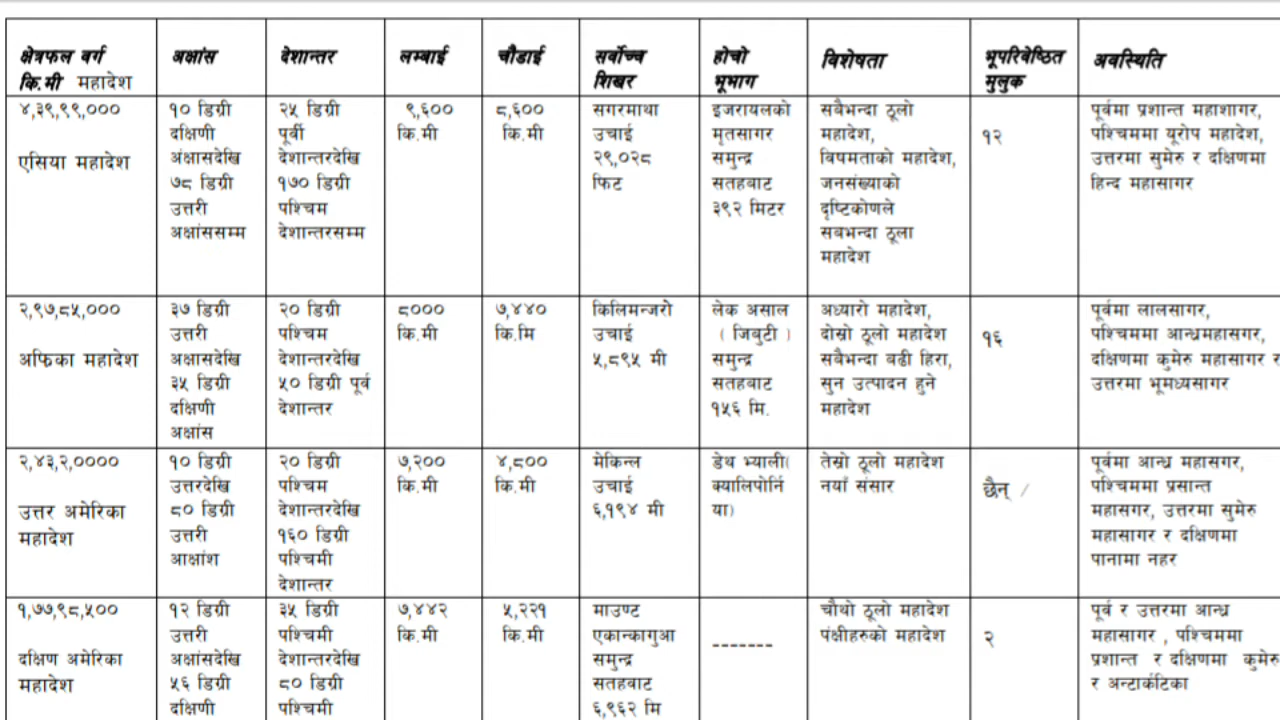 क्षेत्रफल वर्ग
कि.मी महादेश
अक्षांस
देशान्तर
लम्बाई
चौडाई
सर्वोच्च
शिखर
होचो
भूभाग
विशेषता
भूपरिवेष्ठित
मुलुक
अवस्थिति
४,३९,९९,०००
एसिया महादेश
१० डिग्री
दक्षिणी
अंक्षासदेखि
७८ डिग्री
उत्तरी
अक्षांससम्म
२५ डिग्री
पूर्वी
देशान्तरदेखि
१७० डिग्री
पश्चिम
देशान्तरसम्म
९,६००
कि.मी
८,६००
कि.मी
सगरमाथा
उचाई
२९,०२८
फिट
इजरायलको
मृतसागर
समुन्द्र
सतहबाट
३९२ मिटर
सबैभन्दा ठूलो
महादेश,
विषमताको महादेश,
जनसंख्याको
दृष्टिकोणले
सबभन्दा ठूला
महादेश
१२
पूर्वमा प्रशान्त महाशागर,
पश्चिममा यूरोप महादेश,
उत्तरमा सुमेरु र दक्षिणमा
हिन्द महासागर
२,९७,८५,०००
अफ्रिका महादेश
३७ डिग्री
उत्तरी
अक्षासदेखि
३५ डिग्री
दक्षिणी
अक्षांस
२० डिग्री
पश्चिम
देशान्तरदेखि
५० डिग्री पूर्व
देशान्तर
८०००
कि.मी
७,४४०
कि.मि
किलिमन्जरो
उचाई
५,८९५ मी
लेक असाल
( जिबुटी )
समुन्द्र
सतहबाट
१५६ मि.
अध्यारो महादेश,
दोस्रो ठूलो महादेश
सबैभन्दा बढी हिरा,
सुन उत्पादन हुने
महादेश
१६
पूर्वमा लालसागर,
पश्चिममा आन्ध्रमहासगर,
दक्षिणमा कुमेरु महासागर र
उत्तरमा भूमध्यसागर
२,४३,२,००००
उत्तर अमेरिका
महादेश
१० डिग्री
उत्तरदेखि
८० डिग्री
उत्तरी
आक्षांश
२० डिग्री
पश्चिम
देशान्तरदेखि
१६० डिग्री
पश्चिमी
देशान्तर
७,२००
कि.मी
४,८००
कि.मी
मेकिन्ल
उचाई
६,१९४ मी
डेथ भ्याली(
क्यालिपोर्नि
या)
तेस्रो ठूलो महादेश
नयाँ संसार
छैन् /
पूर्वमा आन्ध्र महासगर,
पश्चिममा प्रसान्त
महासगर, उत्तरमा सुमेरु
महासागर र दक्षिणमा
पानामा नहर
१,७७,९८,५००
दक्षिण अमेरिका
महादेश
१२ डिग्री
उत्तरी
अक्षांसदेखि
५६ डिग्री
दक्षिणी
३५ डिग्री
पश्चिमी
देशान्तरदेखि
८० डिग्री
पश्चिमी
७,४४२
कि.मी
५,२२१
कि.मी
माउण्ट
एकान्कागुआ
समुन्द्र
सतहवाट
६,९६२ मि
-------
चौथो ठूलो महादेश
पंक्षीहरुको महादेश
२
पूर्व र उत्तरमा आन्ध्र
महासागर , पश्चिममा
प्रशान्त र दक्षिणमा कुमेरु
र अन्टार्कटिका